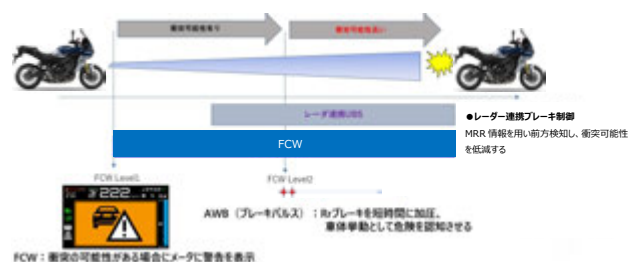 衝突可能性有り
衝突可能性高い
レーダ連携UBS
●レーダー連携ブレーキ制御
MRR 情報を用い前方検知し、衝突可能性
を低減する
FCW
FCW Level1
FCW Level2
222
AWB（ブレーキパルス）：Rrブレーキを短時間に加圧、
車体挙動として危険を認知させる
FCW：衝突の可能性がある場合にメータに警告を表示